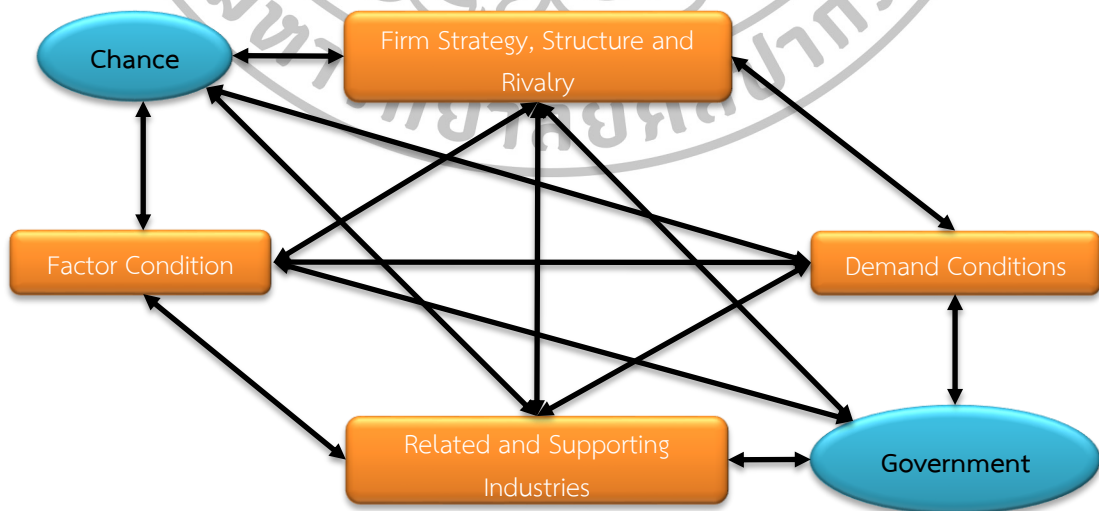 Chance
Firm Strategy, Structure and
Rivalry
Factor Condition
Demand Conditions
Related and Supporting
Industries
Government